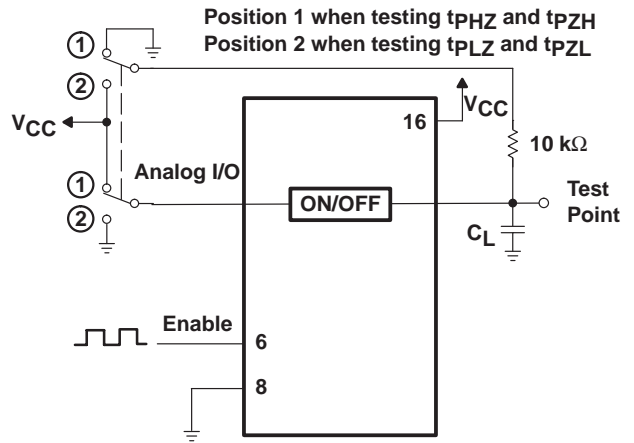 Position 1 when testing tPHZ and tPZH
Position 2 when testing tPLZ and tPZL
1
2
VCC
VCC
16
10 kΩ
1
Analog I/O
ON/OFF
Test
Point
2
CL
Enable
6
8